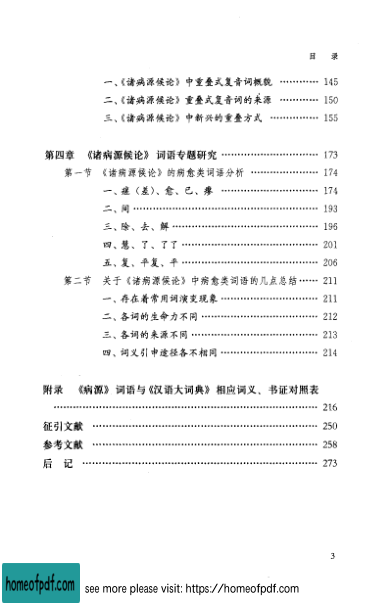 目 录
一、《诸病源候论》中重叠式复音词概貌 ………… 145
二、《诸病源候论》重叠式复音词的来源 ………… 150
三、《诸病源候论》中新兴的重叠方式 ………… 155
第四章 《诸病源候论》词语专题研究 ………… 173
第一节 《诸病源候论》的病愈类词语分析 ………… 174
一、瘥（差）、愈、已、瘳 ………… 174
二、间 ………… 193
三、除、去、解 ………… 196
四、慧、了、了了 ………… 201
五、复、平复、平 ………… 206
第二节 关于《诸病源候论》中病愈类词语的几点总结 …… 211
一、存在着常用词演变现象 ………… 211
二、各词的生命力不同 ………… 212
三、各词的来源不同 ………… 213
四、词义引申途径各不相同 ………… 214
附录 《病源》词语与《汉语大词典》相应词义、书证对照表
………… 216
征引文献 ………… 250
参考文献 ………… 258
后 记 ………… 273
3
homeofpdf.com see more please visit: https://homeofpdf.com